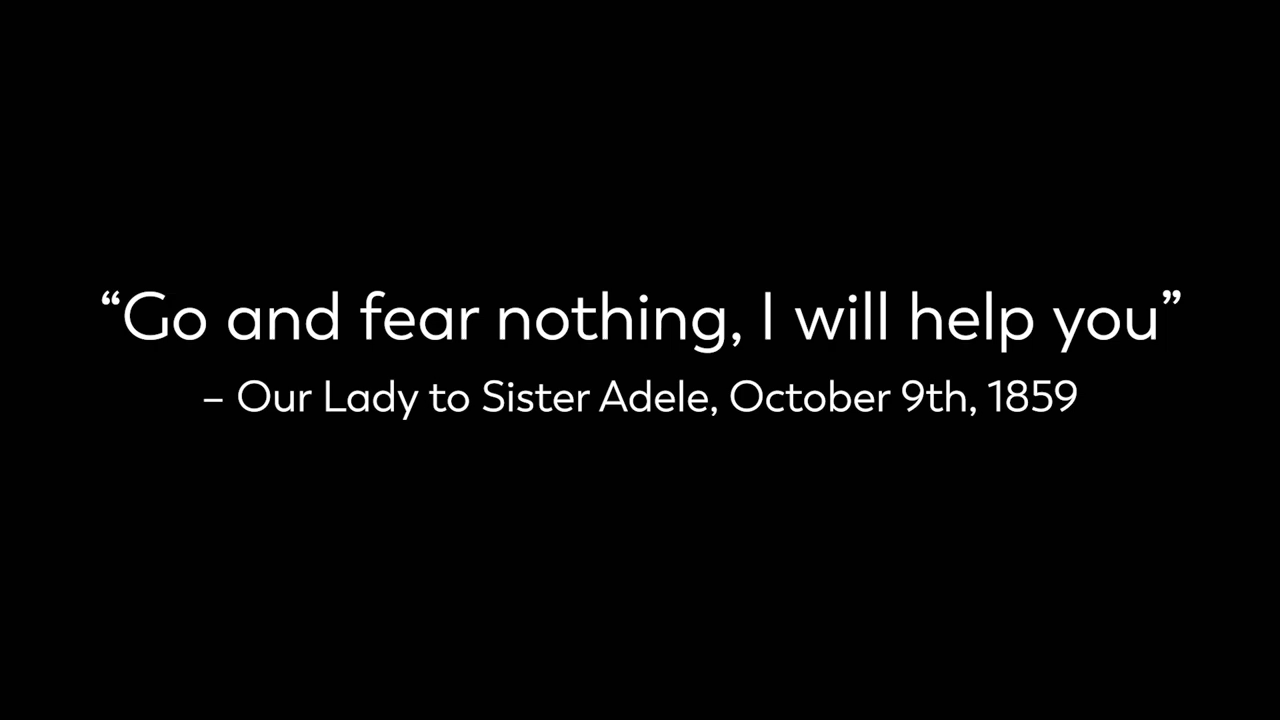 “Go and fear nothing, I will help you”
– Our Lady to Sister Adele, October 9th, 1859